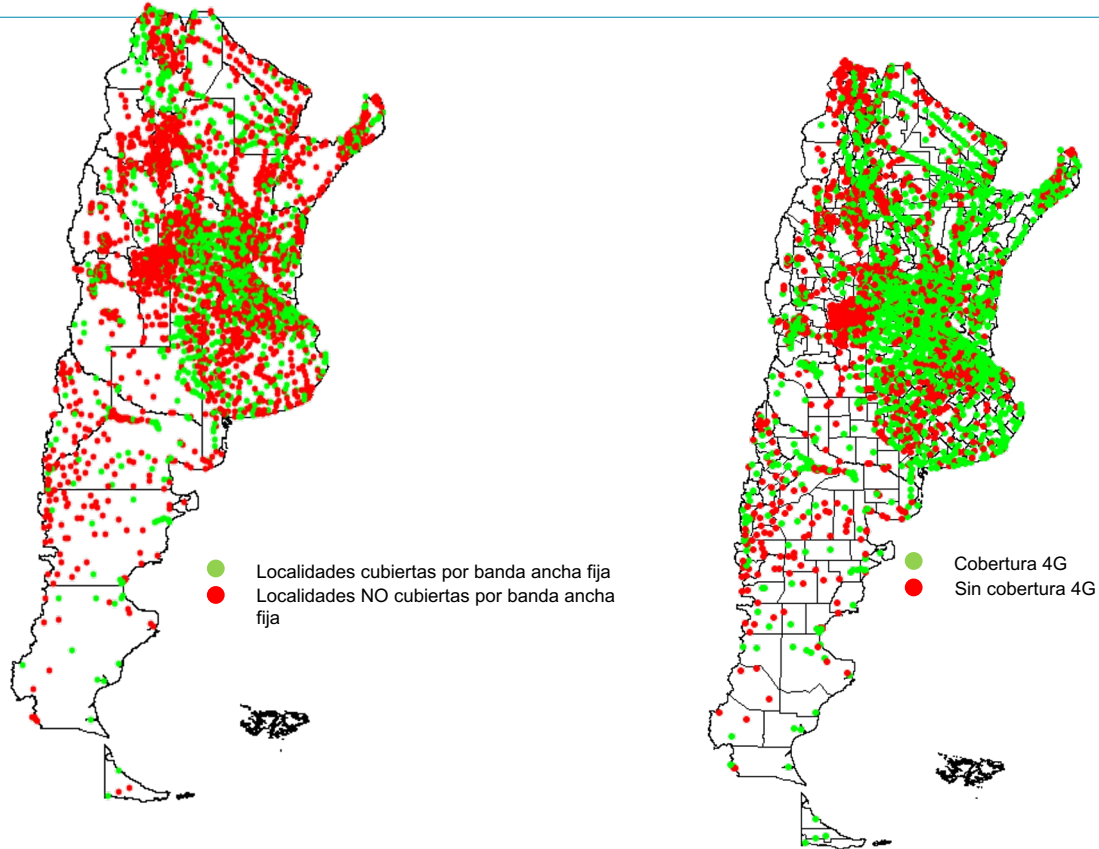 Localidades cubiertas por banda ancha fija
Localidades NO cubiertas por banda ancha
fija
Cobertura 4G
Sin cobertura 4G